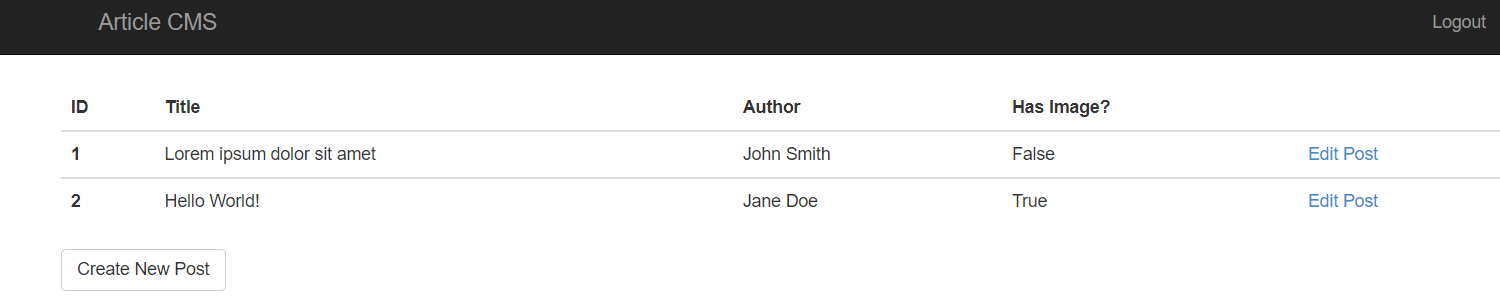 Article CMS Logout
ID Title Author Has Image?
1 Lorem ipsum dolor sit amet John Smith False Edit Post
2 Hello World! Jane Doe True Edit Post
Create New Post